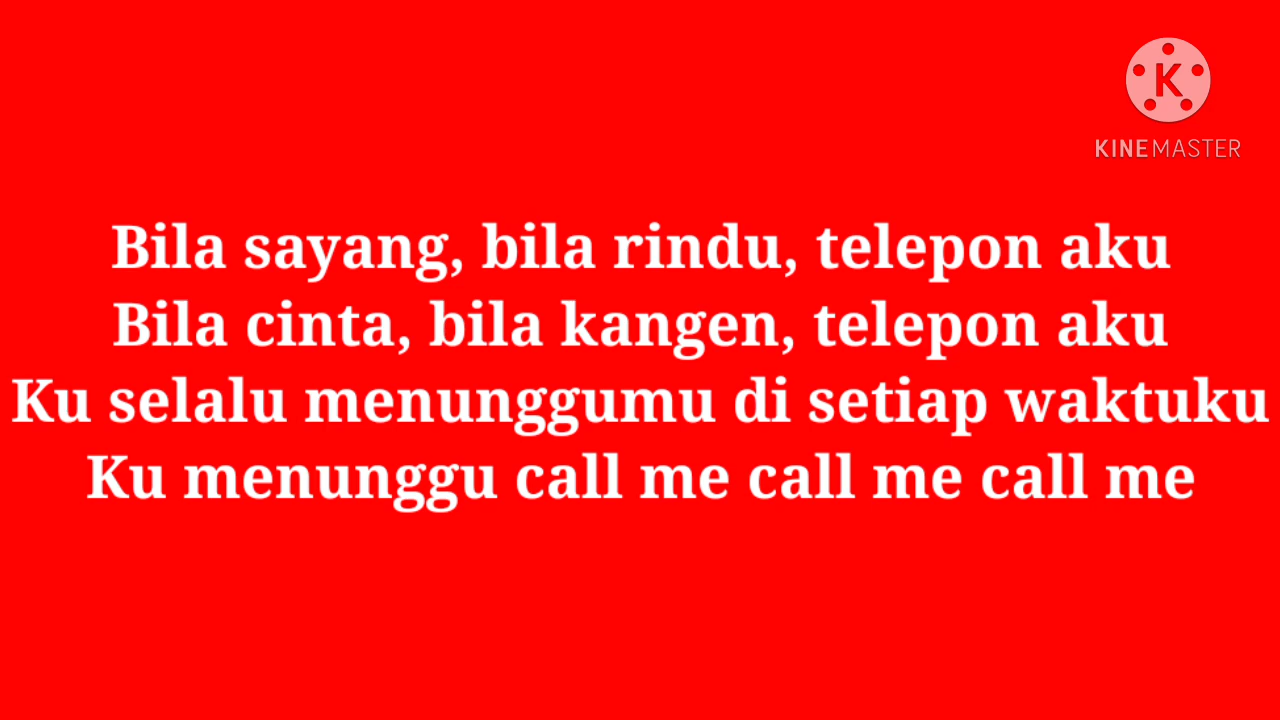 K
KINEMASTER
Bila sayang, bila rindu, telepon aku
Bila cinta, bila kangen, telepon aku
Ku selalu menunggumu di setiap waktuku
Ku menunggu call me call me call me